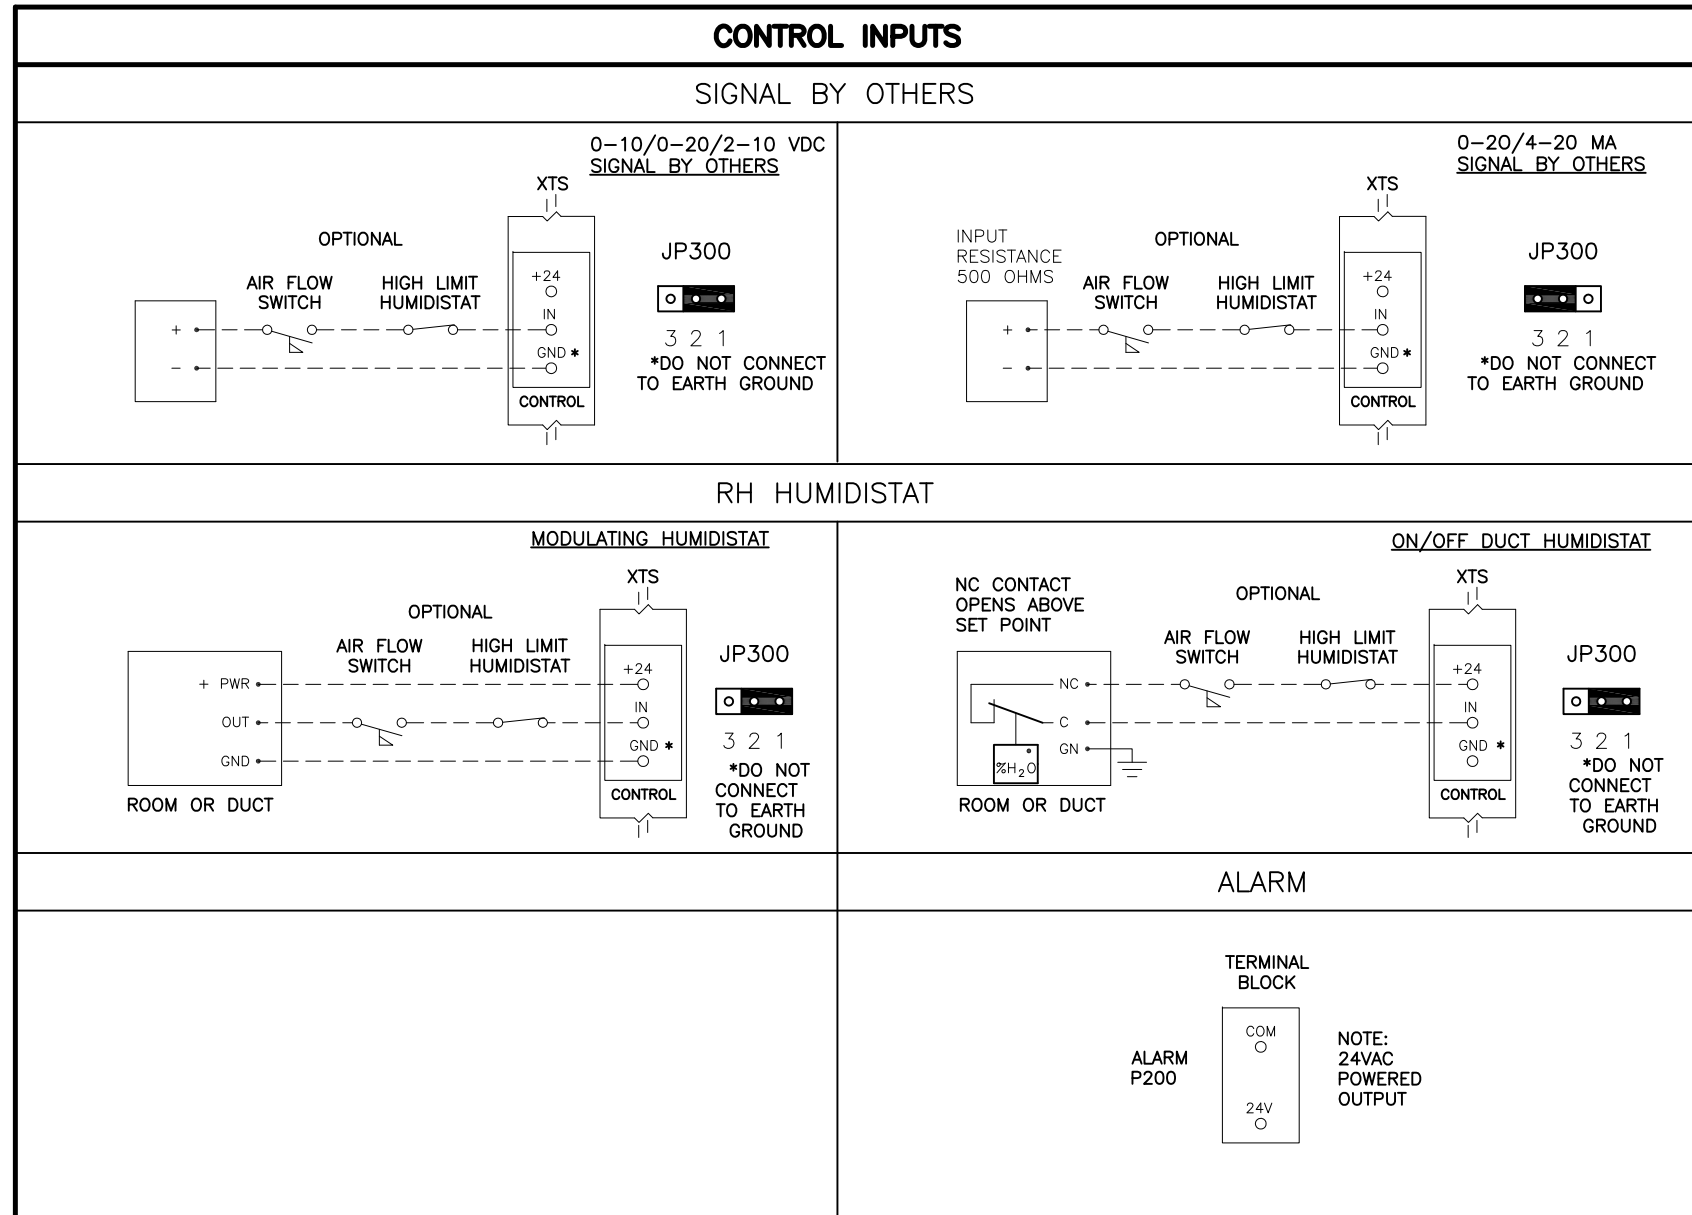 CONTROL INPUTS
SIGNAL BY OTHERS
0-10/0-20/2-10 VDC
SIGNAL BY OTHERS
XTS
OPTIONAL
AIR FLOW
SWITCH
HIGH LIMIT
HUMIDISTAT
+24
IN
GND *
+
-
CONTROL
JP300
3 2 1
*DO NOT CONNECT
TO EARTH GROUND
0-20/4-20 MA
SIGNAL BY OTHERS
XTS
INPUT
RESISTANCE
500 OHMS
OPTIONAL
AIR FLOW
SWITCH
HIGH LIMIT
HUMIDISTAT
+24
IN
GND *
+
-
CONTROL
JP300
3 2 1
*DO NOT CONNECT
TO EARTH GROUND
RH HUMIDISTAT
MODULATING HUMIDISTAT
XTS
OPTIONAL
AIR FLOW
SWITCH
HIGH LIMIT
HUMIDISTAT
+ PWR
OUT
GND
ROOM OR DUCT
+24
IN
GND *
CONTROL
JP300
3 2 1
*DO NOT
CONNECT
TO EARTH
GROUND
ON/OFF DUCT HUMIDISTAT
XTS
NC CONTACT
OPENS ABOVE
SET POINT
OPTIONAL
AIR FLOW
SWITCH
HIGH LIMIT
HUMIDISTAT
NC
C
GN
%H₂O
ROOM OR DUCT
+24
IN
GND *
CONTROL
JP300
3 2 1
*DO NOT
CONNECT
TO EARTH
GROUND
ALARM
TERMINAL
BLOCK
COM
24V
ALARM
P200
NOTE:
24VAC
POWERED
OUTPUT